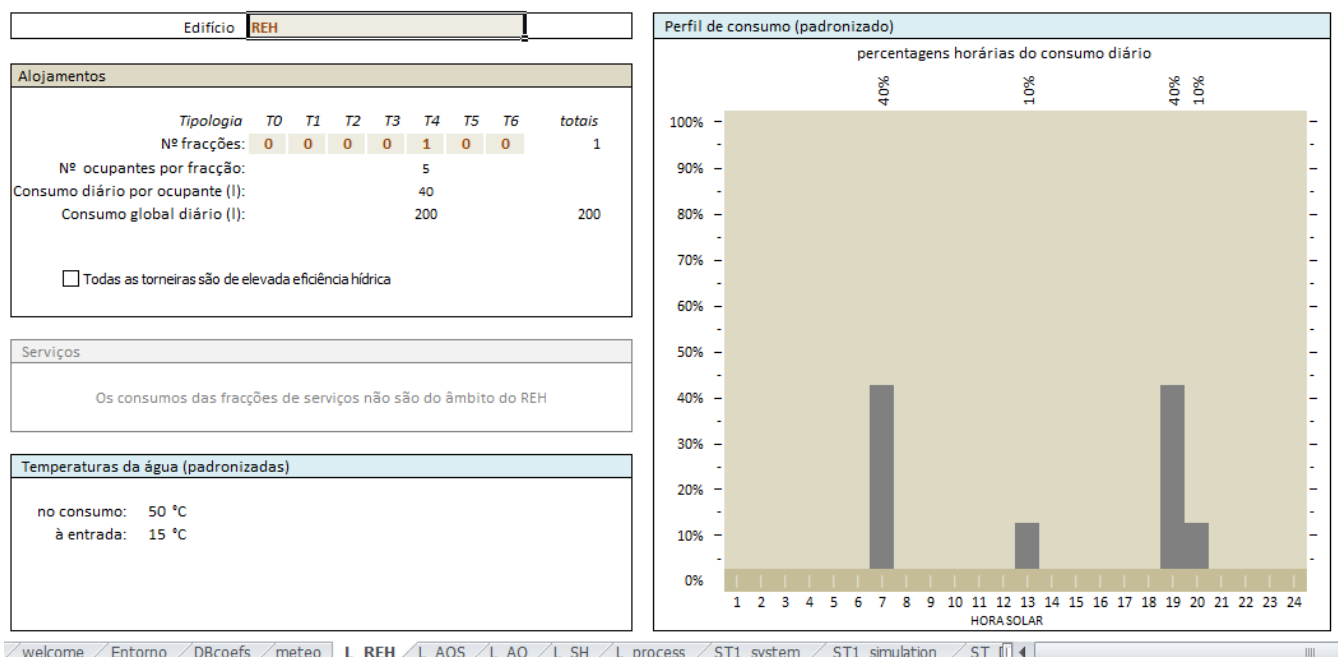 Edifício REH
Alojamentos
Tipologia T0 T1 T2 T3 T4 T5 T6 totais
Nº fracções: 0 0 0 0 1 0 0 1
Nº ocupantes por fracção: 5
Consumo diário por ocupante (l): 40
Consumo global diário (l): 200 200
Todas as torneiras são de elevada eficiência hídrica
Serviços
Os consumos das fracções de serviços não são do âmbito do REH
Temperaturas da água (padronizadas)
no consumo: 50 °C
à entrada: 15 °C
Perfil de consumo (padronizado)
percentagens horárias do consumo diário
40% 10% 40% 10%
100%
90%
80%
70%
60%
50%
40%
30%
20%
10%
0%
1 2 3 4 5 6 7 8 9 10 11 12 13 14 15 16 17 18 19 20 21 22 23 24
HORA SOLAR
welcome Entorno DBcoefs meteo L_REH L_AQS L_AQ L_SH L_process ST1_system ST1_simulation ST